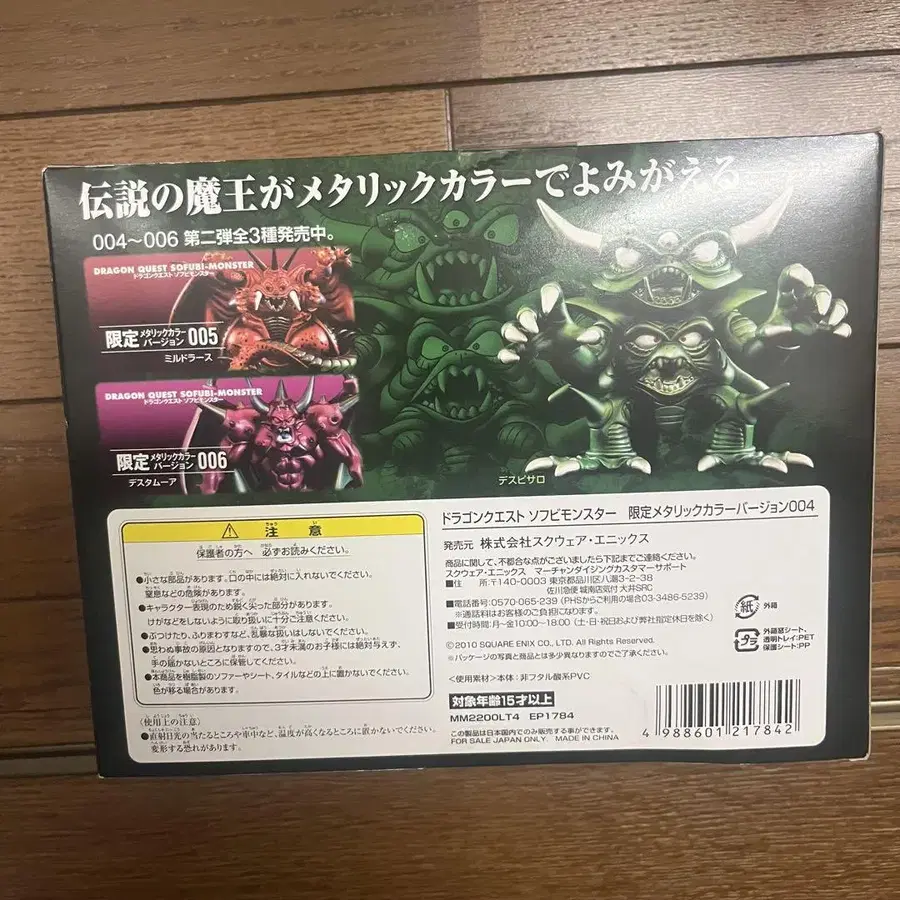 伝説の魔王がメタリックカラーでよみがえる
004〜006 第二弾全3種発売中。
DRAGON QUEST SOFUBI-MONSTER
ドラゴンクエスト ソフビモンスター
限定 メタリックカラーバージョン 005
ミルドラース
DRAGON QUEST SOFUBI-MONSTER
ドラゴンクエスト ソフビモンスター
限定 メタリックカラーバージョン 006
デスタムーア
デスピサロ
注意
保護者の方へ 必ずお読みください。
●小さな部品があります。口の中には絶対に入れないでください。
窒息などの危険があります。
●キャラクター表現のため鋭く尖った部分があります。
けがなどをしないように取り扱いに十分ご注意ください。
●ぶつけたり、ふりまわすなど、乱暴な扱いはしないでください。
●思わぬ事故の原因となりますので、3才未満のお子様には絶対与えず、
手の届かないところに保管してください。
●本商品を樹脂製のソファーやシート、タイルなどの上に置かないでください。
色が移る場合があります。
〈使用上の注意〉
●直射日光の当たるところや車中など、温度が高くなるところに置かないでください。
変形する恐れがあります。
ドラゴンクエスト ソフビモンスター 限定メタリックカラーバージョン004
発売元 株式会社スクウェア・エニックス
商品に関して、不都合な点がございましたら下記までご連絡ください。
スクウェア・エニックス マーチャンダイジングカスタマーサポート
■住 所:〒140-0003 東京都品川区八潮3-2-38
佐川急便 城南店気付 大井SRC
■電話番号:0570-065-239(PHSからご利用の場合03-3486-5239)
※通話料はお客様のご負担になります。
■受付時間:月〜金10:00〜18:00(土・日・祝日および弊社指定休日を除く)
©2010 SQUARE ENIX CO., LTD. All Rights Reserved.
※パッケージの写真と商品とは多少異なりますのでご了承ください。
<使用素材>本体:非フタル酸系PVC
対象年齢15才以上
MM2200LT4 EP1784
この製品は日本国内でのみ販売を許可されております。
FOR SALE JAPAN ONLY. MADE IN CHINA
紙 外箱
プラ 外箱窓シート、
透明トレイ:PET
保護シート:PP
4 988601 217842